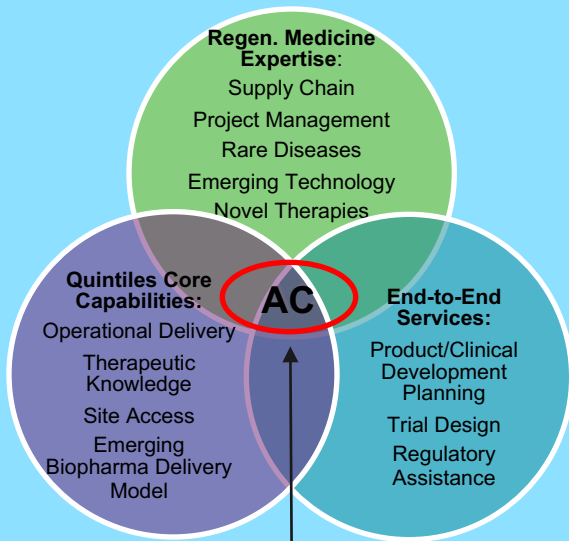 Regen. Medicine
Expertise:
Supply Chain
Project Management
Rare Diseases
Emerging Technology
Novel Therapies
Quintiles Core
Capabilities:
Operational Delivery
Therapeutic
Knowledge
Site Access
Emerging
Biopharma Delivery
Model
AC
End-to-End
Services:
Product/Clinical
Development
Planning
Trial Design
Regulatory
Assistance